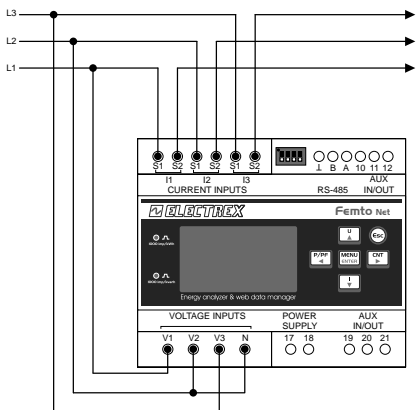 L3
L2
L1
S1 S2 S1 S2 S1 S2
I1 I2 I3
CURRENT INPUTS
⊥ B A 10 11 12
RS-485
AUX
IN/OUT
ELECTREX
Femto Net
U
Esc
P/PF
MENU
ENTER
CNT
I
Energy analyzer & web data manager
VOLTAGE INPUTS
V1 V2 V3 N
POWER
SUPPLY
17 18
AUX
IN/OUT
19 20 21